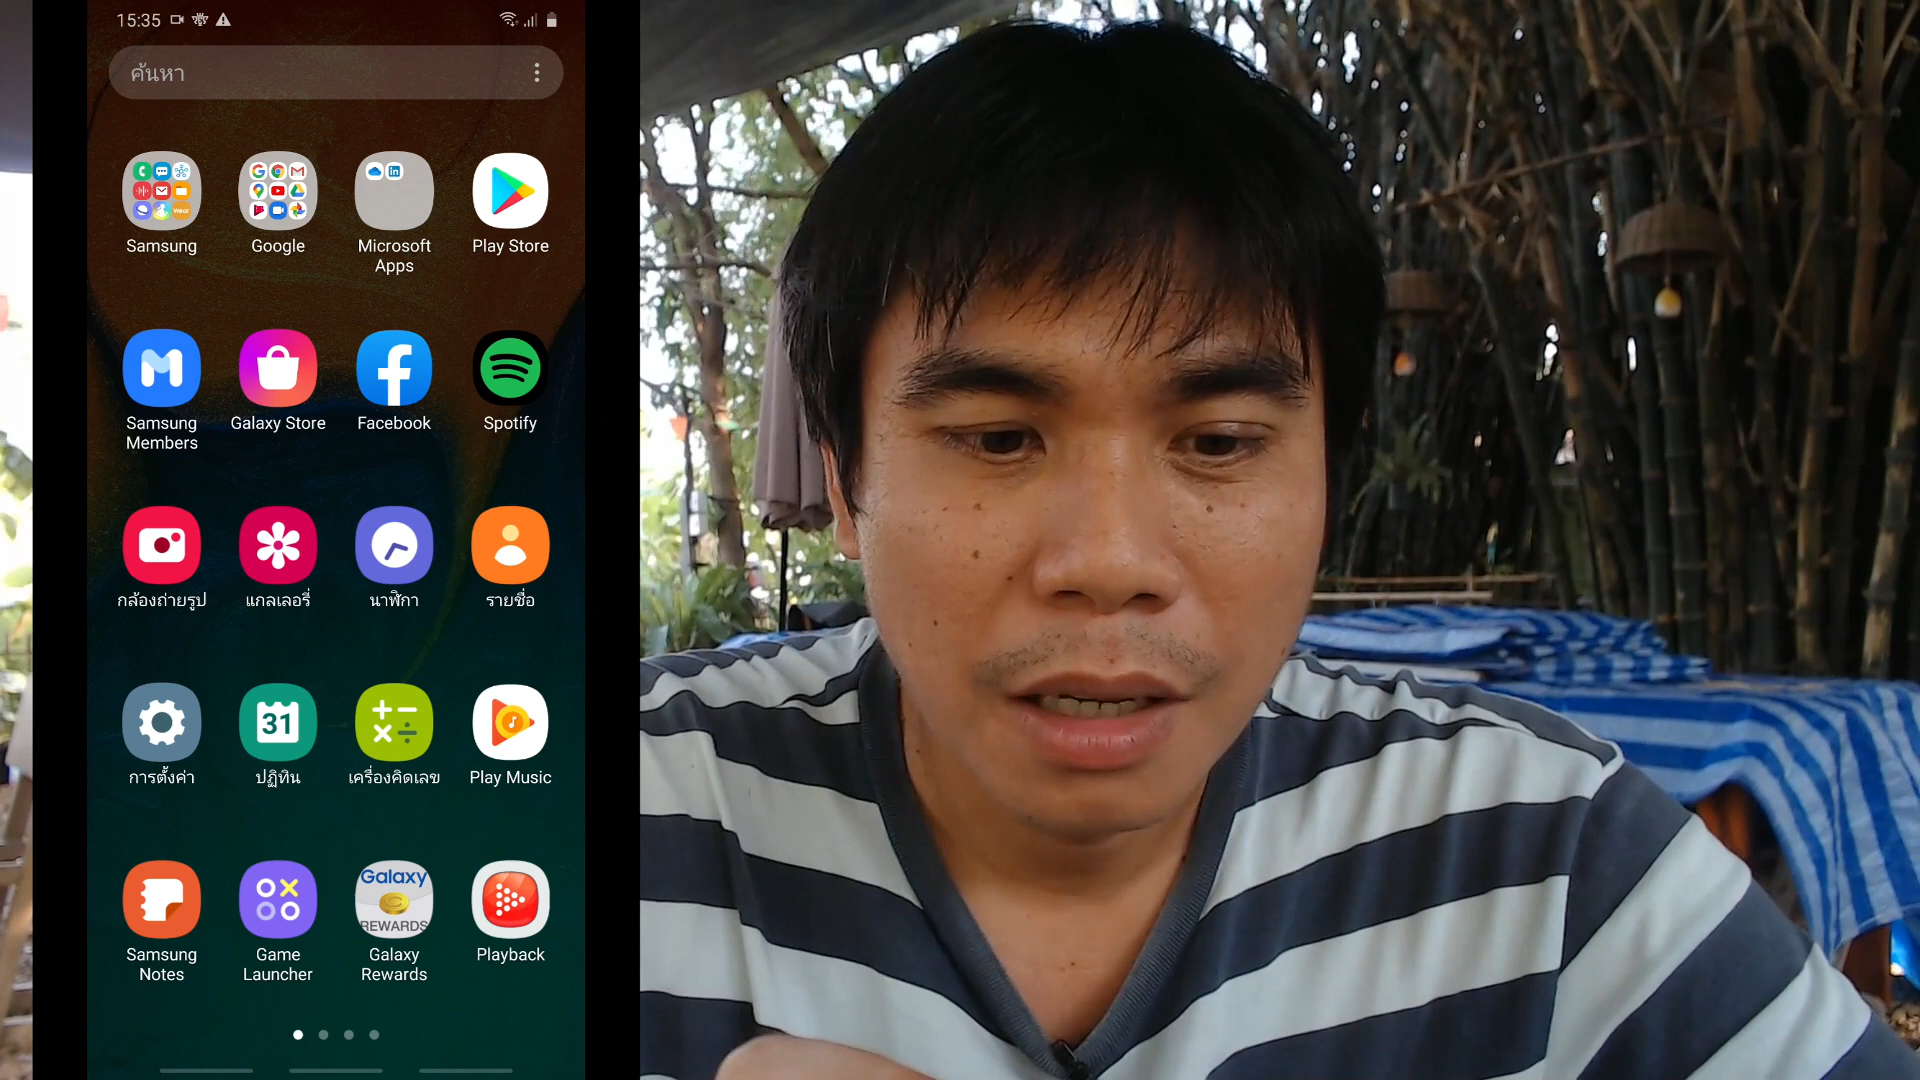 15:35
ค้นหา
Samsung
Google
Microsoft
Apps
Play Store
Samsung
Members
Galaxy Store
Facebook
Spotify
กล้องถ่ายรูป
แกลเลอรี่
นาฬิกา
รายชื่อ
31
การตั้งค่า
ปฏิทิน
เครื่องคิดเลข
Play Music
Galaxy
REWARDS
Samsung
Notes
Game
Launcher
Galaxy
Rewards
Playback